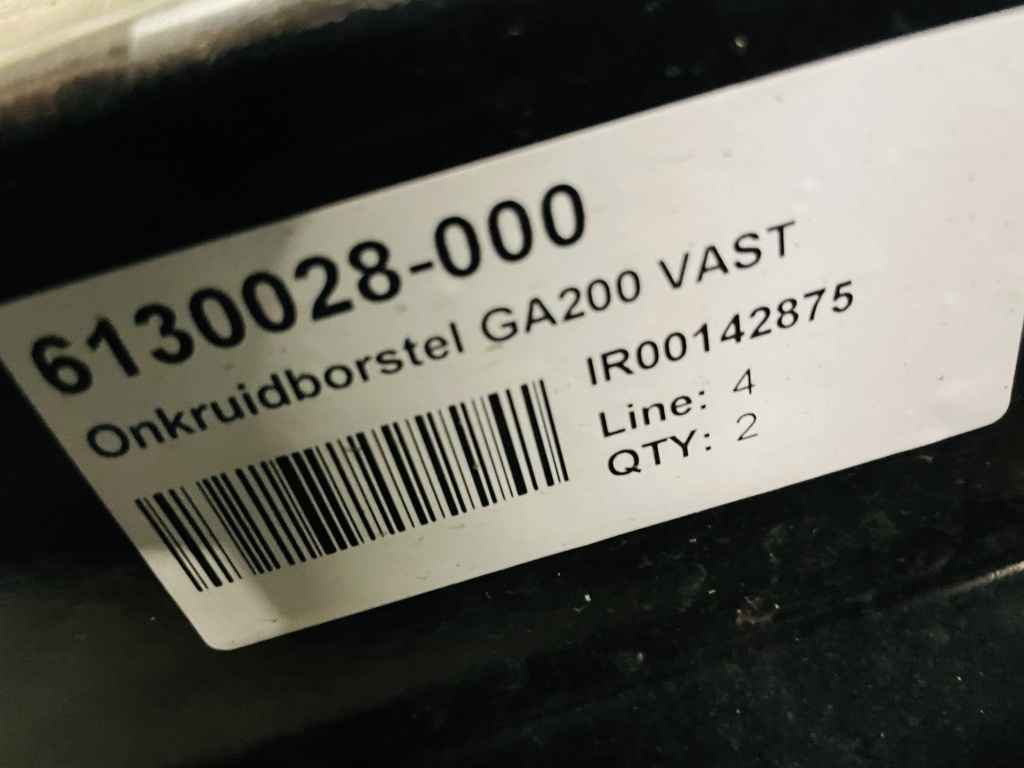 6130028-000
Onkruidborstel GA200 VAST
IR00142875
Line: 4
QTY: 2